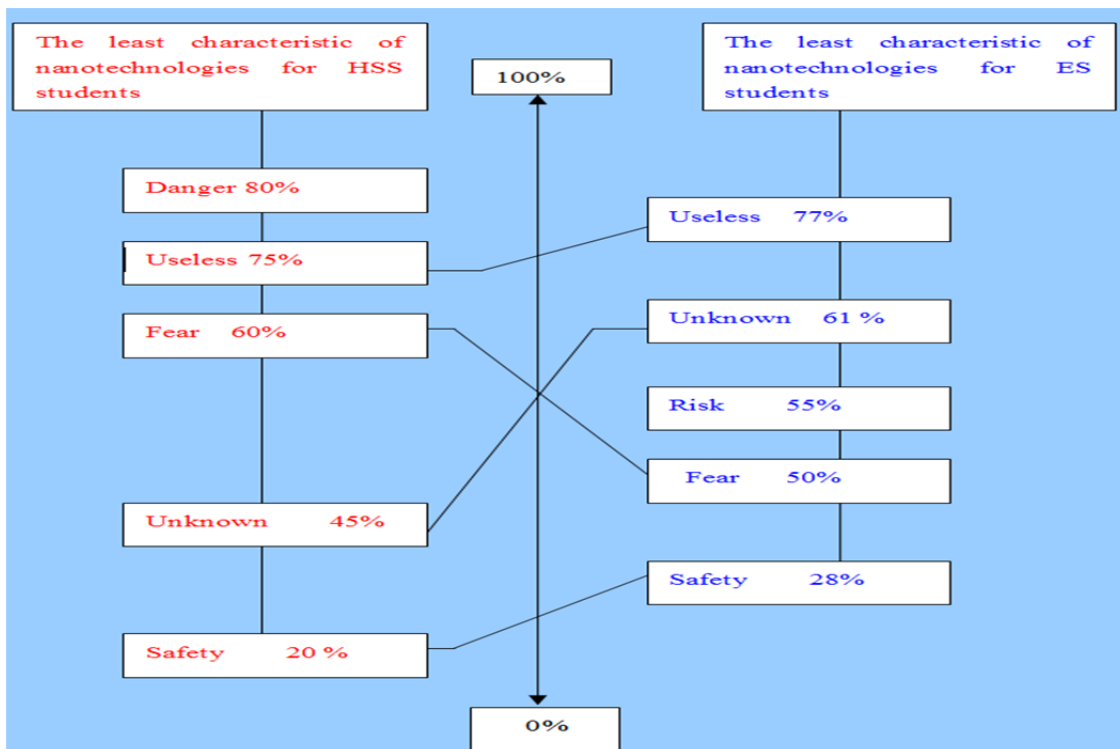 The least characteristic of
nanotechnologies for HSS
students
The least characteristic of
nanotechnologies for ES
students
100%
Danger 80%
Useless 75%
Fear 60%
Unknown 45%
Safety 20 %
Useless 77%
Unknown 61 %
Risk 55%
Fear 50%
Safety 28%
0%